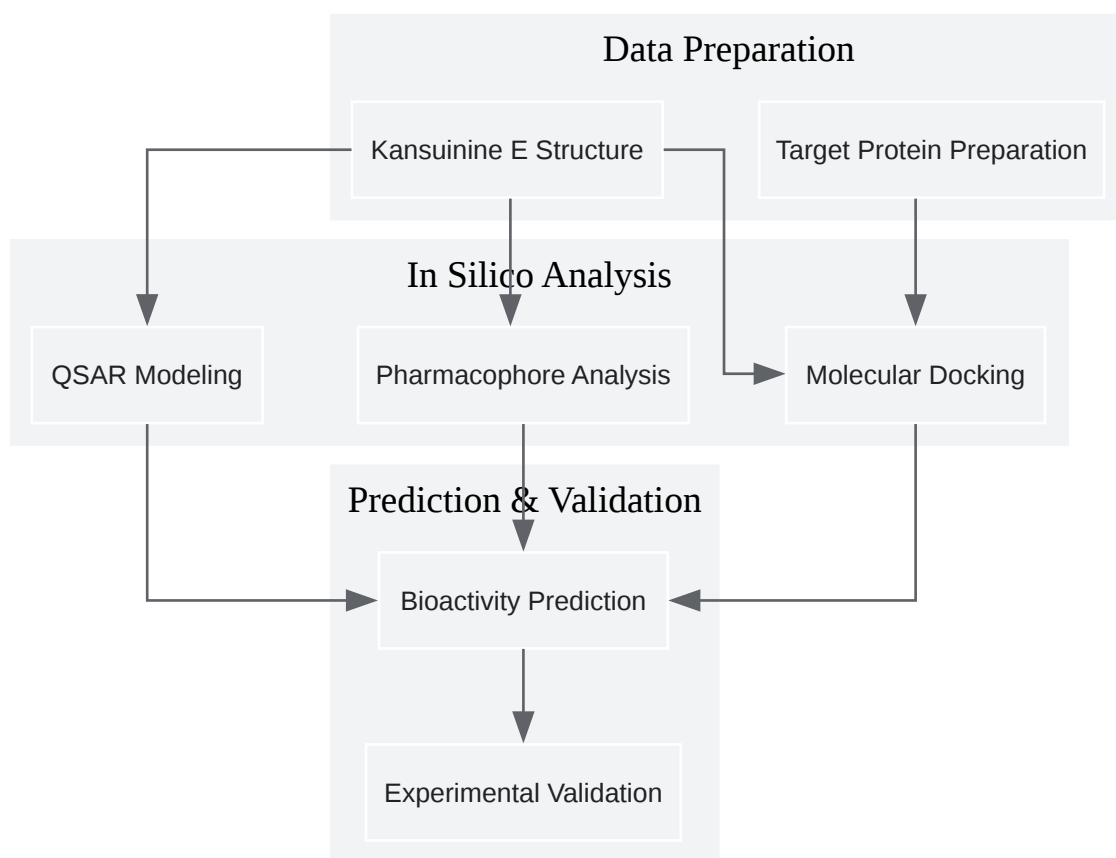 Data Preparation
Kansuinine E Structure
Target Protein Preparation
In Silico Analysis
QSAR Modeling
Pharmacophore Analysis
Molecular Docking
Prediction & Validation
Bioactivity Prediction
Experimental Validation